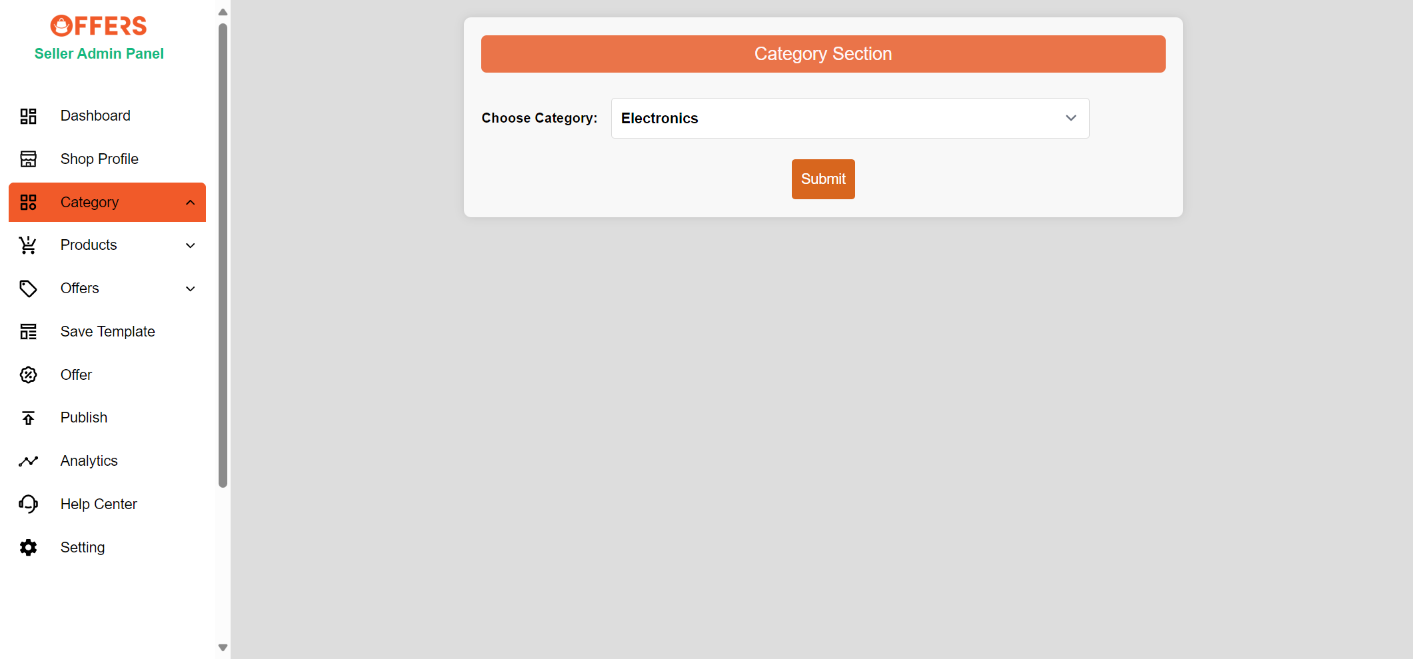 OFFERS
Seller Admin Panel
Dashboard
Shop Profile
Category
Products
Offers
Save Template
Offer
Publish
Analytics
Help Center
Setting
Category Section
Choose Category: Electronics
Submit